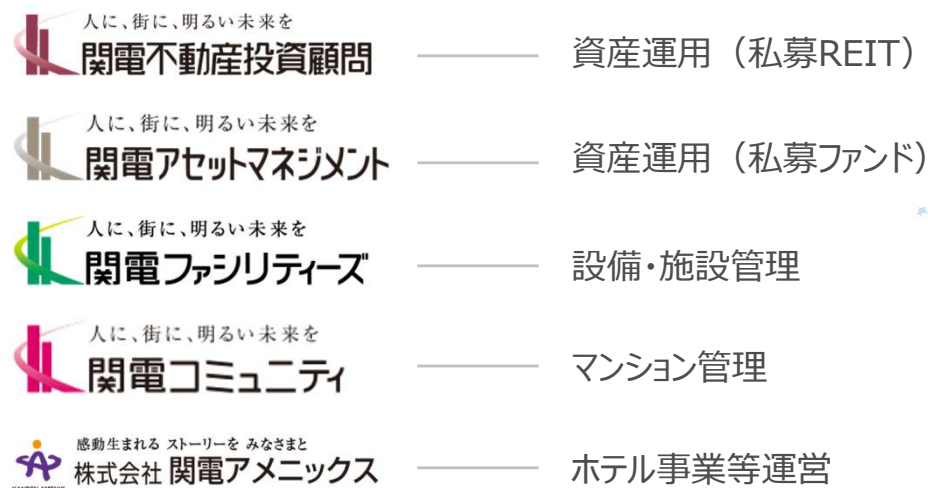 人に、街に、明るい未来を
関電不動産投資顧問
資産運用（私募REIT）
人に、街に、明るい未来を
関電アセットマネジメント
資産運用（私募ファンド）
人に、街に、明るい未来を
関電ファシリティーズ
設備・施設管理
人に、街に、明るい未来を
関電コミュニティ
マンション管理
感動生まれる ストーリーを みなさまと
株式会社 関電アメニックス
ホテル事業等運営